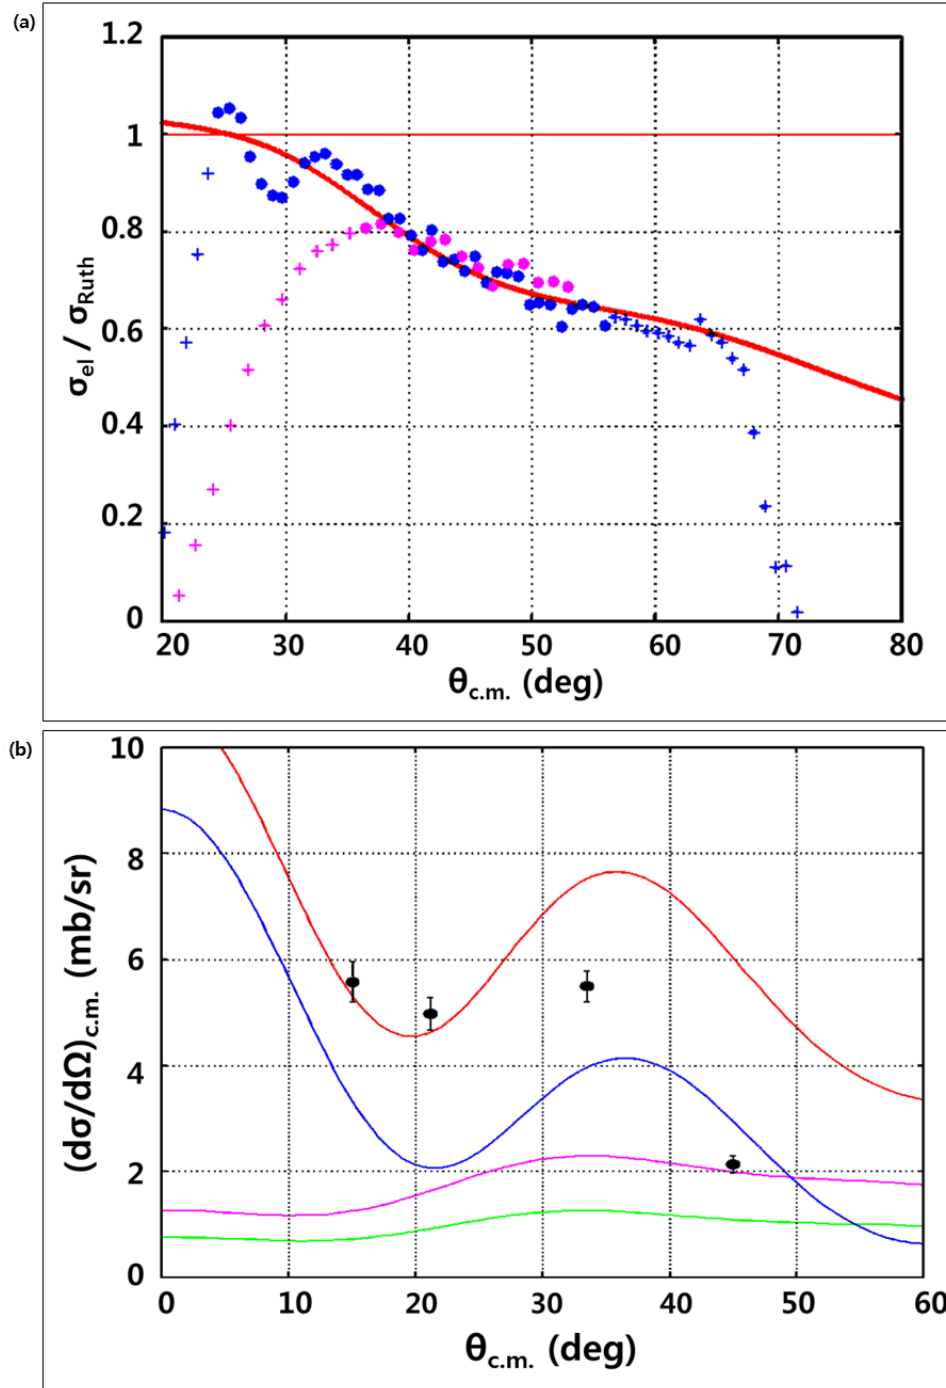 (a)
1.2
1
0.8
0.6
0.4
0.2
0
σel / σRuth
20 30 40 50 60 70 80
θc.m. (deg)
(b)
10
8
6
4
2
0
(dσ/dΩ)c.m. (mb/sr)
0 10 20 30 40 50 60
θc.m. (deg)